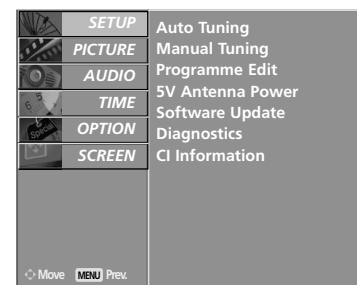 SETUP
PICTURE
AUDIO
TIME
OPTION
SCREEN
Auto Tuning
Manual Tuning
Programme Edit
5V Antenna Power
Software Update
Diagnostics
CI Information
Move MENU Prev.